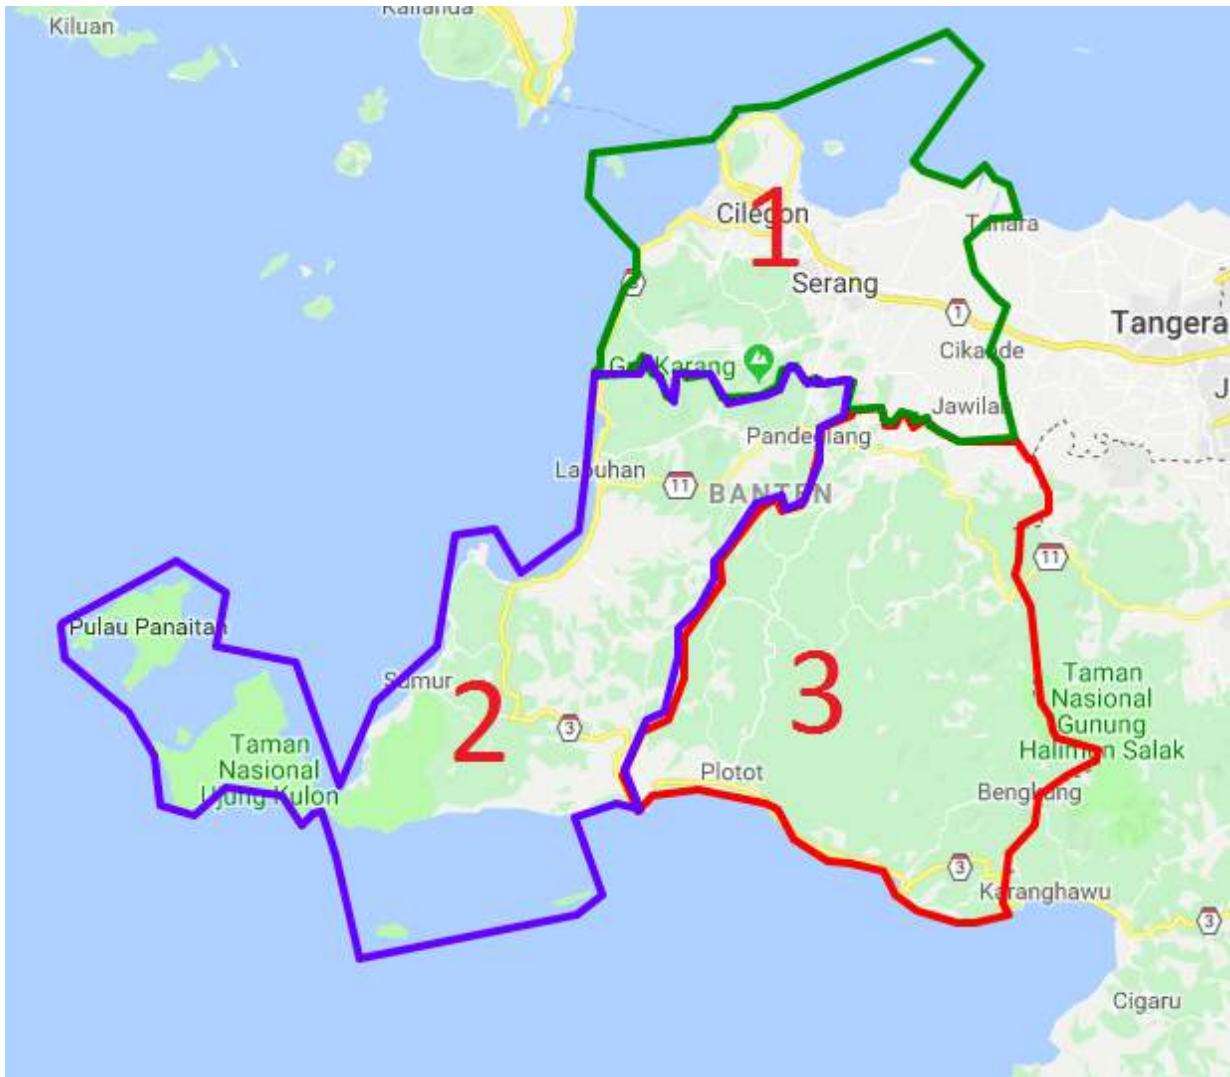 Kalianda
Kiluan
Cilegon
1
Tanara
3
Serang
1
Tangera
Cikande
Karang
J
Jawilan
Pandeglang
Labuhan
11
BANTEN
11
Pulau Panaitan
Sumur
2
3
3
Taman
Nasional
Gunung
Halimun Salak
Taman
Nasional
Ujung Kulon
Plotot
Bengkung
3
Karanghawu
3
Cigaru